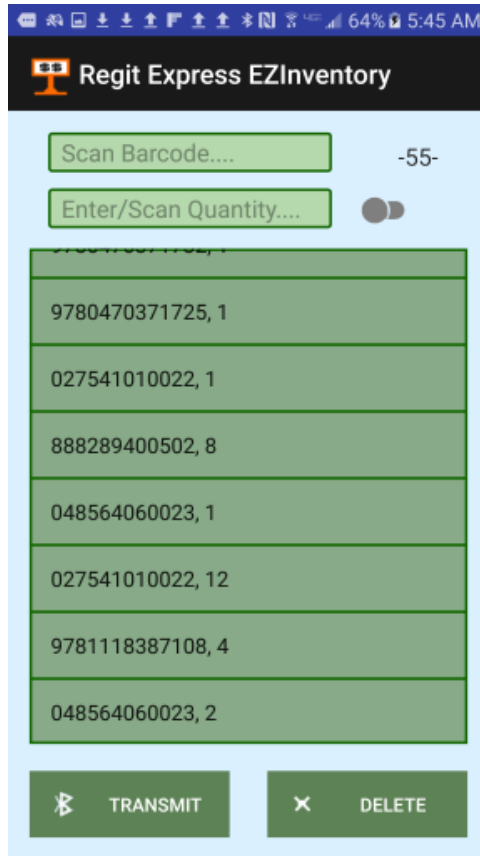 64% 5:45 AM
$$ Regit Express EZInventory
Scan Barcode....
-55-
Enter/Scan Quantity....
9780470371725, 1
027541010022, 1
888289400502, 8
048564060023, 1
027541010022, 12
9781118387108, 4
048564060023, 2
TRANSMIT
DELETE